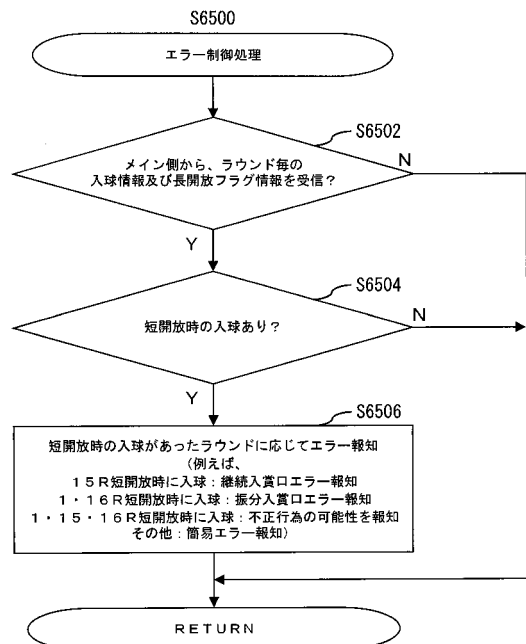 S6500
エラー制御処理
S6502
メイン側から、ラウンド毎の
入球情報及び長開放フラグ情報を受信?
N
Y
S6504
短開放時の入球あり?
N
Y
S6506
短開放時の入球があったラウンドに応じてエラー報知
(例えば、
15R短開放時に入球:継続入賞口エラー報知
1・16R短開放時に入球:振分入賞口エラー報知
1・15・16R短開放時に入球:不正行為の可能性を報知
その他:簡易エラー報知)
RETURN